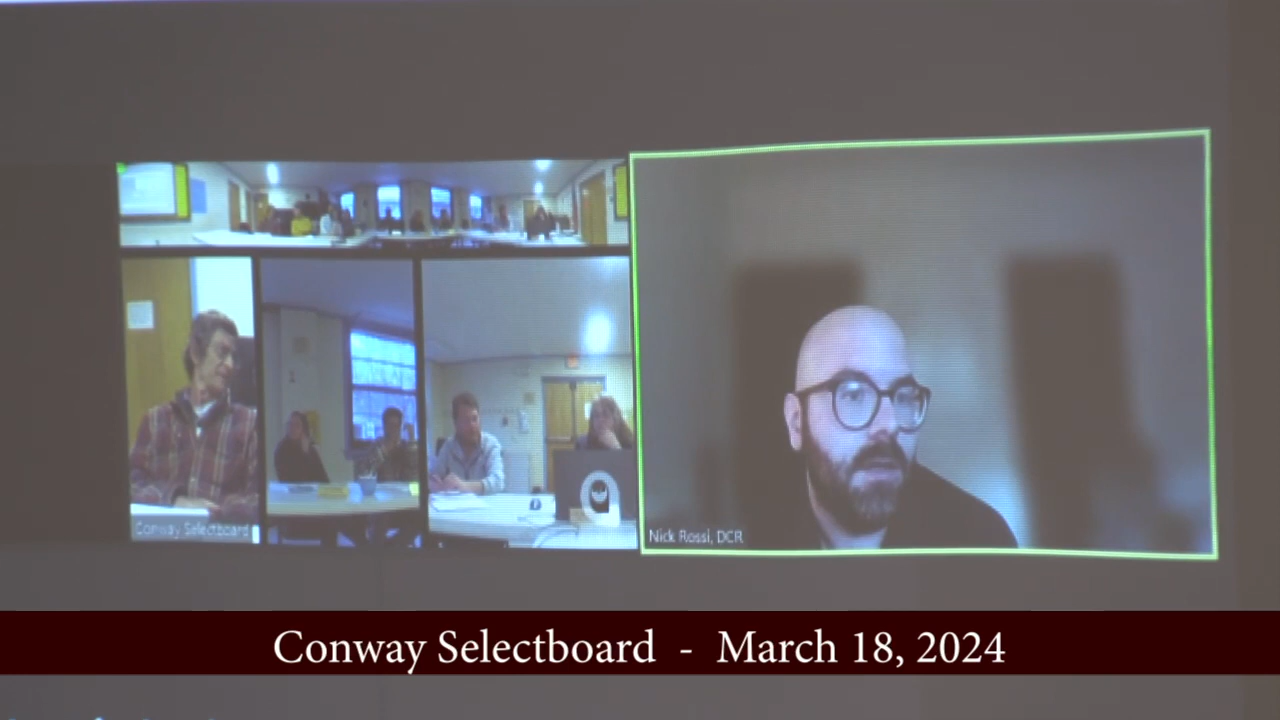 Conway Selectboard
Nick Rossi, DCR
Conway Selectboard - March 18, 2024